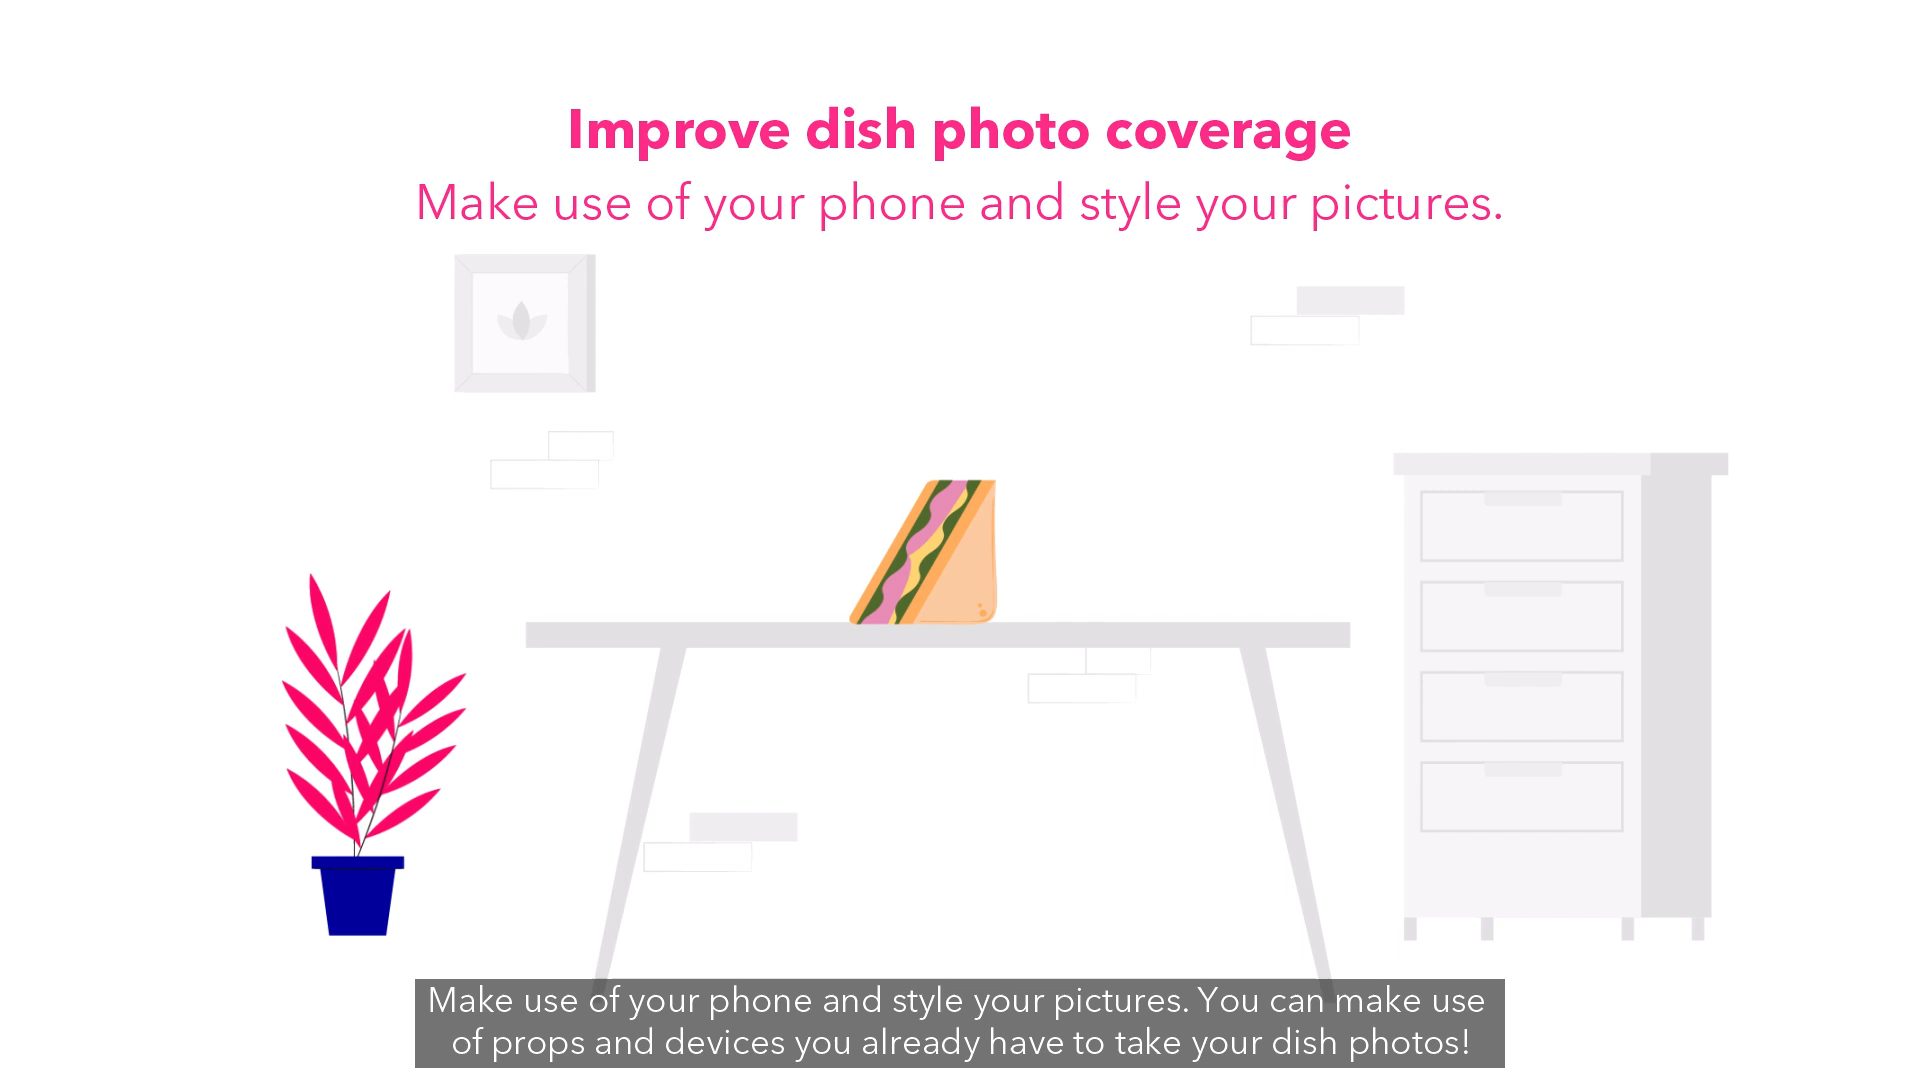 Improve dish photo coverage
Make use of your phone and style your pictures.
Make use of your phone and style your pictures. You can make use
of props and devices you already have to take your dish photos!